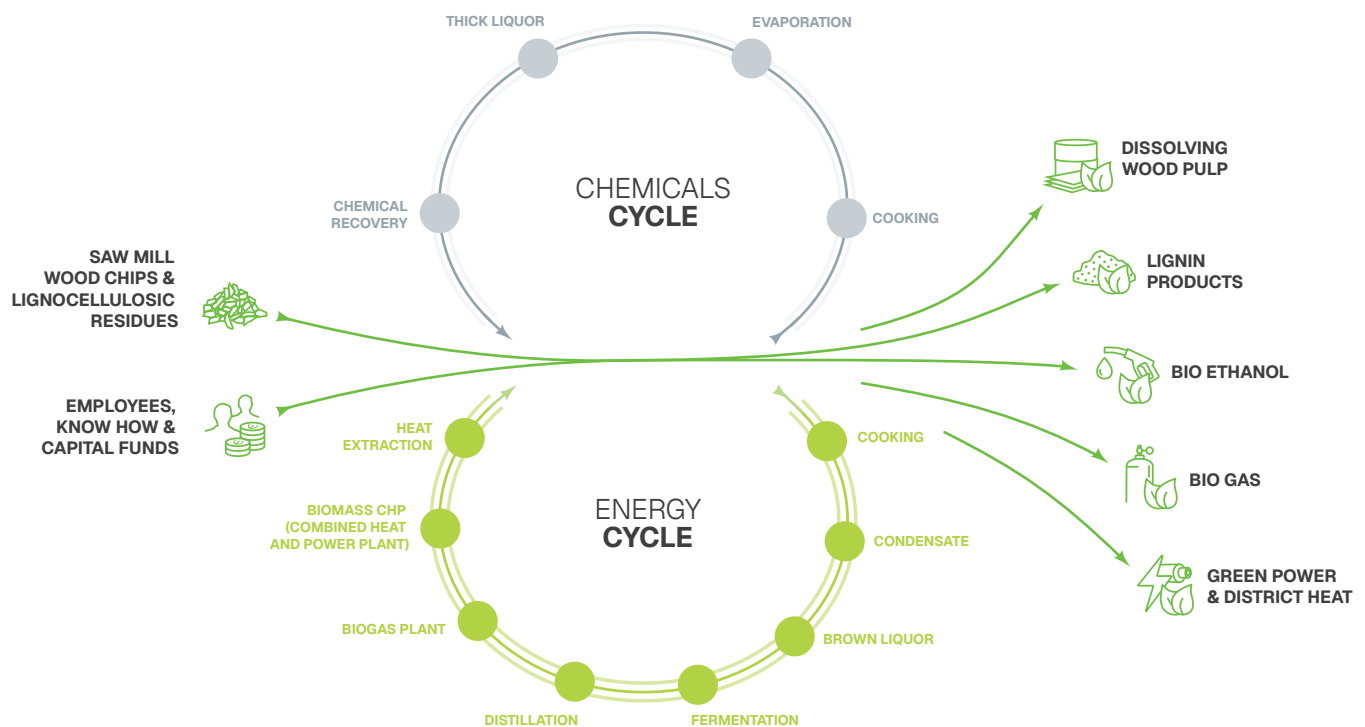 THICK LIQUOR
EVAPORATION
CHEMICALS
CYCLE
CHEMICAL
RECOVERY
COOKING
SAW MILL
WOOD CHIPS &
LIGNOCELLULOSIC
RESIDUES
EMPLOYEES,
KNOW HOW &
CAPITAL FUNDS
DISSOLVING
WOOD PULP
LIGNIN
PRODUCTS
BIO ETHANOL
BIO GAS
GREEN POWER
& DISTRICT HEAT
HEAT
EXTRACTION
COOKING
ENERGY
CYCLE
BIOMASS CHP
(COMBINED HEAT
AND POWER PLANT)
CONDENSATE
BIOGAS PLANT
BROWN LIQUOR
DISTILLATION
FERMENTATION